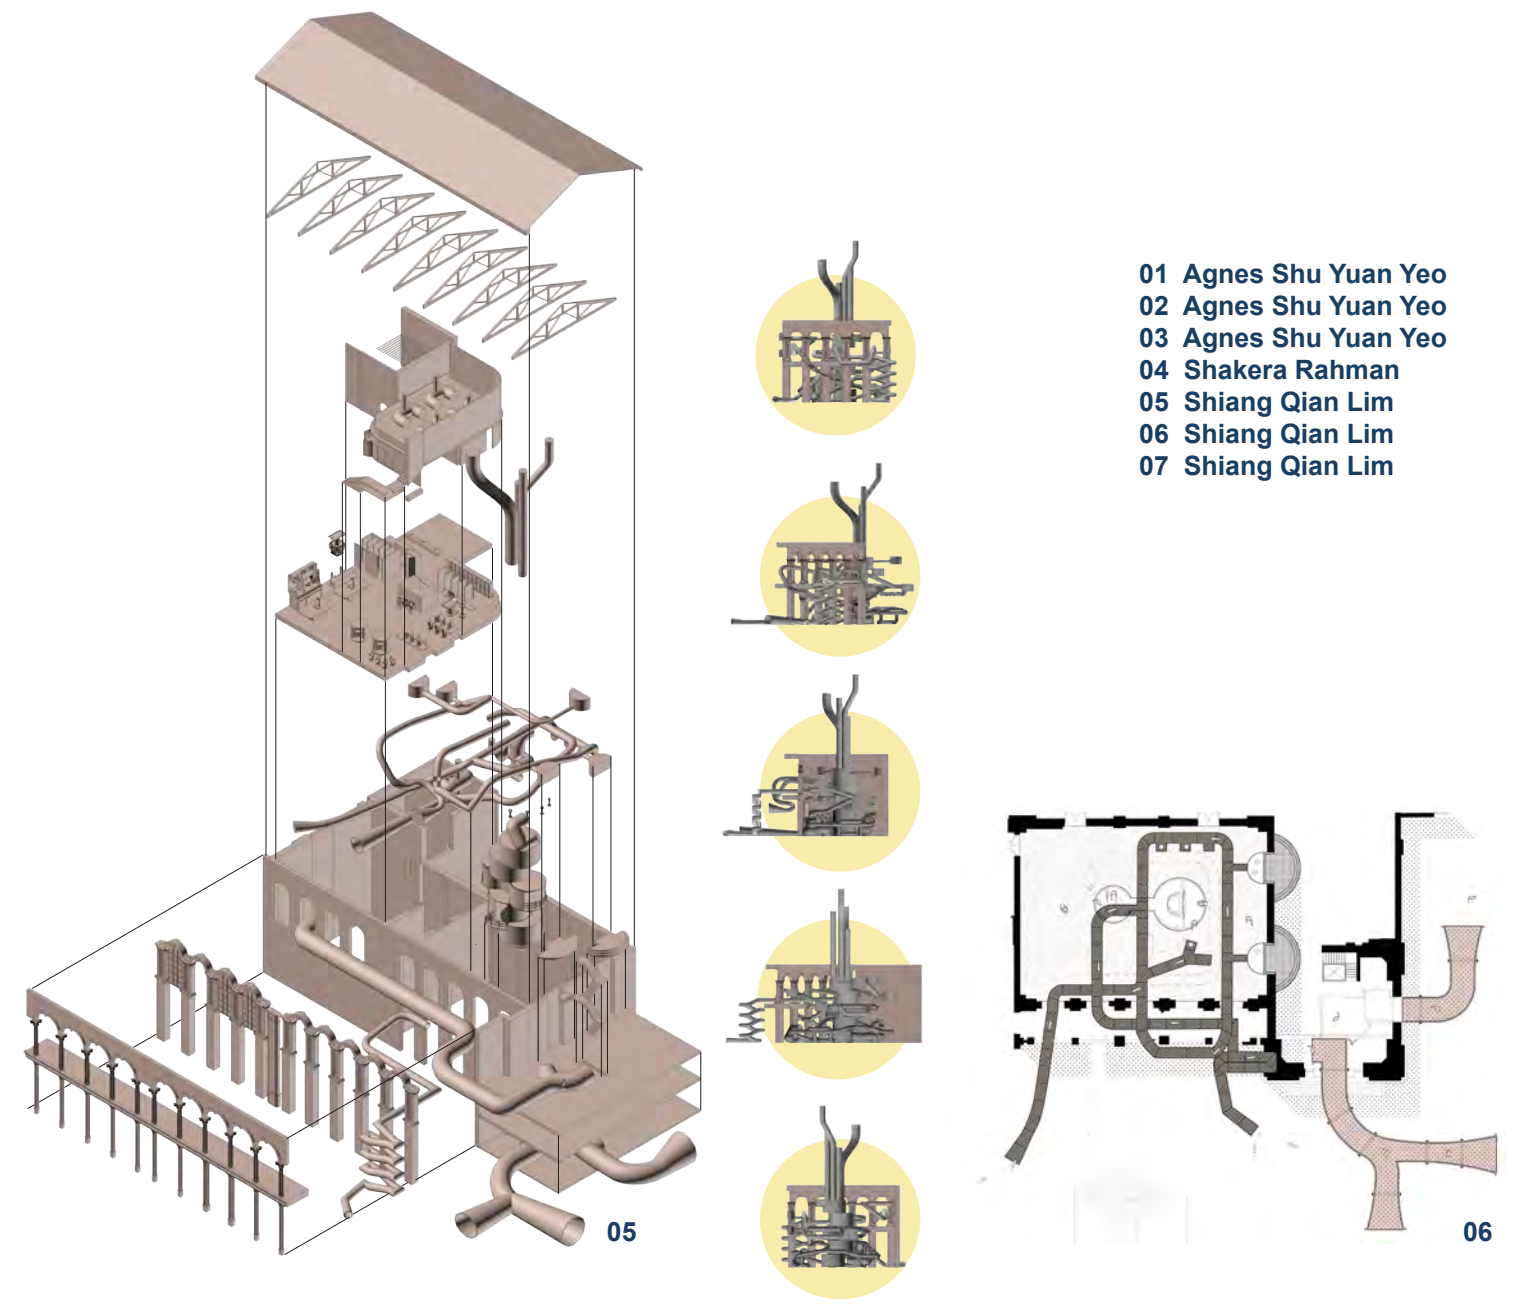 01 Agnes Shu Yuan Yeo
02 Agnes Shu Yuan Yeo
03 Agnes Shu Yuan Yeo
04 Shakera Rahman
05 Shiang Qian Lim
06 Shiang Qian Lim
07 Shiang Qian Lim
05
06